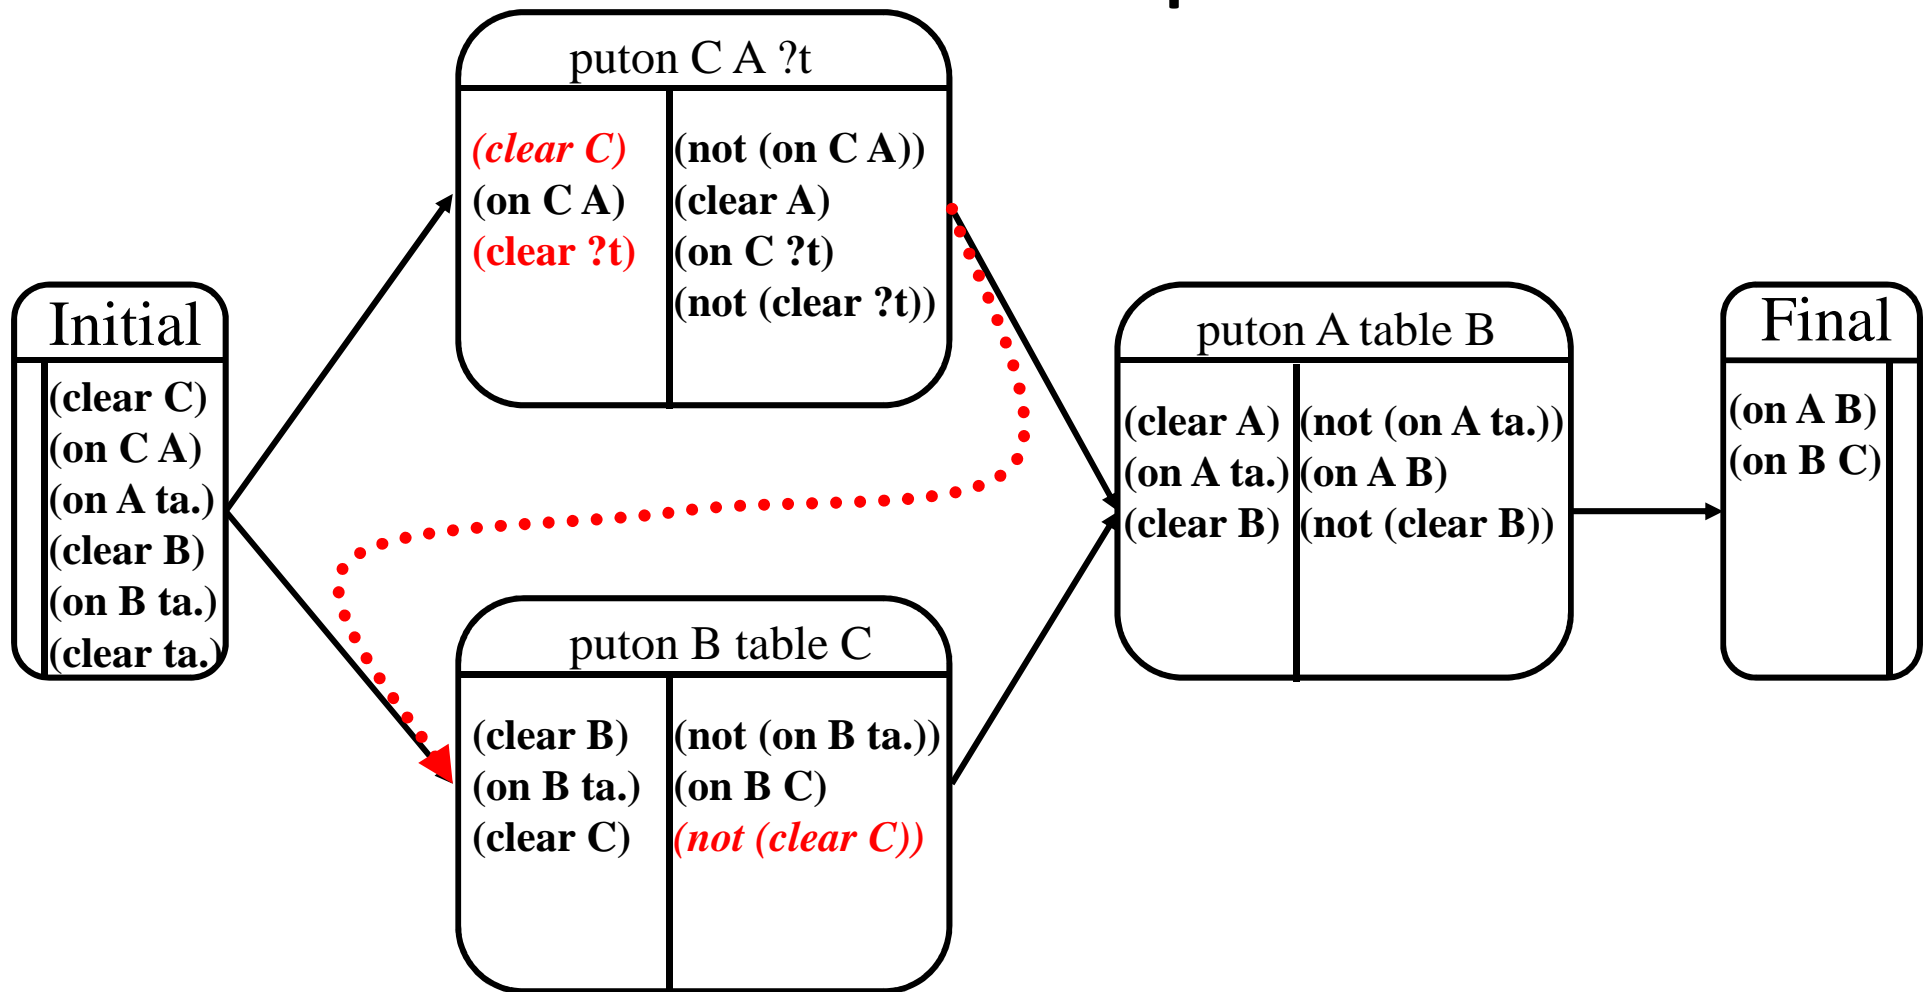 puton C A ?t
(clear C)
(on C A)
(clear ?t)
(not (on C A))
(clear A)
(on C ?t)
(not (clear ?t))
Initial
(clear C)
(on C A)
(on A ta.)
(clear B)
(on B ta.)
(clear ta.)
puton A table B
(clear A)
(on A ta.)
(clear B)
(not (on A ta.))
(on A B)
(not (clear B))
Final
(on A B)
(on B C)
puton B table C
(clear B)
(on B ta.)
(clear C)
(not (on B ta.))
(on B C)
(not (clear C))